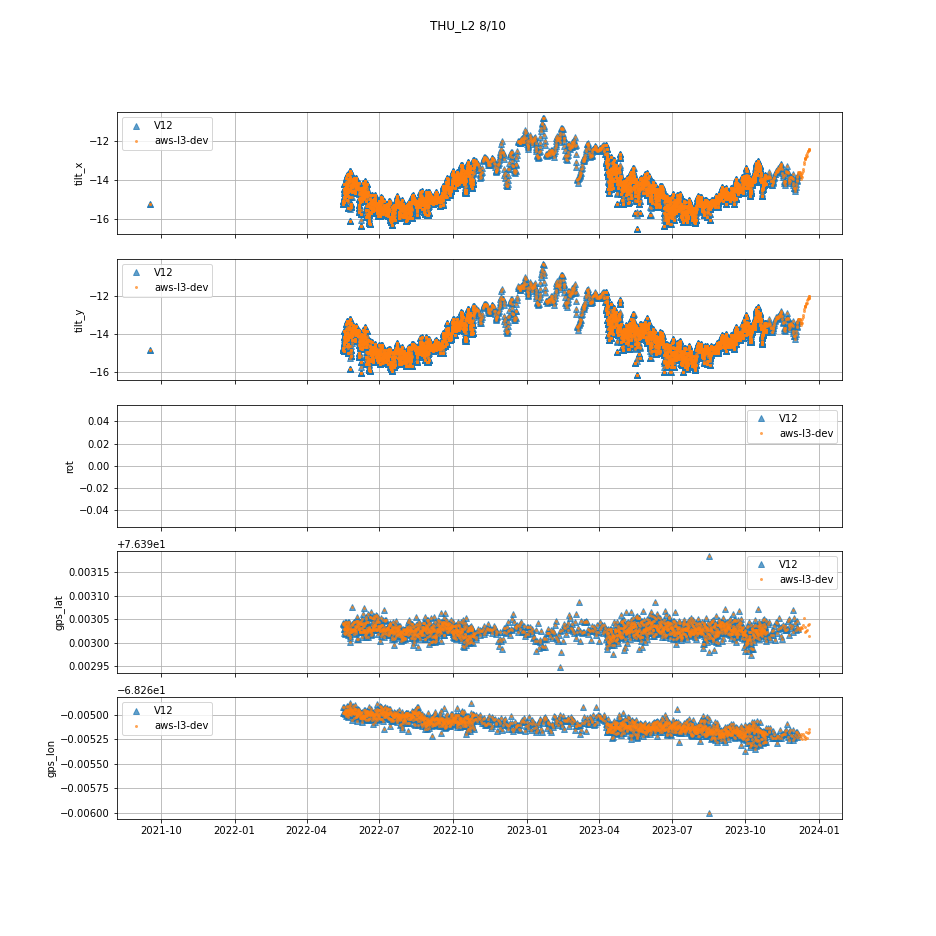 THU_L2 8/10
V12
aws-l3-dev
−12
−14
−16
tilt_x
V12
aws-l3-dev
−12
−14
−16
tilt_y
V12
aws-l3-dev
0.04
0.02
0.00
−0.02
−0.04
rot
+7.639e1
V12
aws-l3-dev
0.00315
0.00310
0.00305
0.00300
0.00295
gps_lat
−6.826e1
V12
aws-l3-dev
−0.00500
−0.00525
−0.00550
−0.00575
−0.00600
gps_lon
2021-10 2022-01 2022-04 2022-07 2022-10 2023-01 2023-04 2023-07 2023-10 2024-01